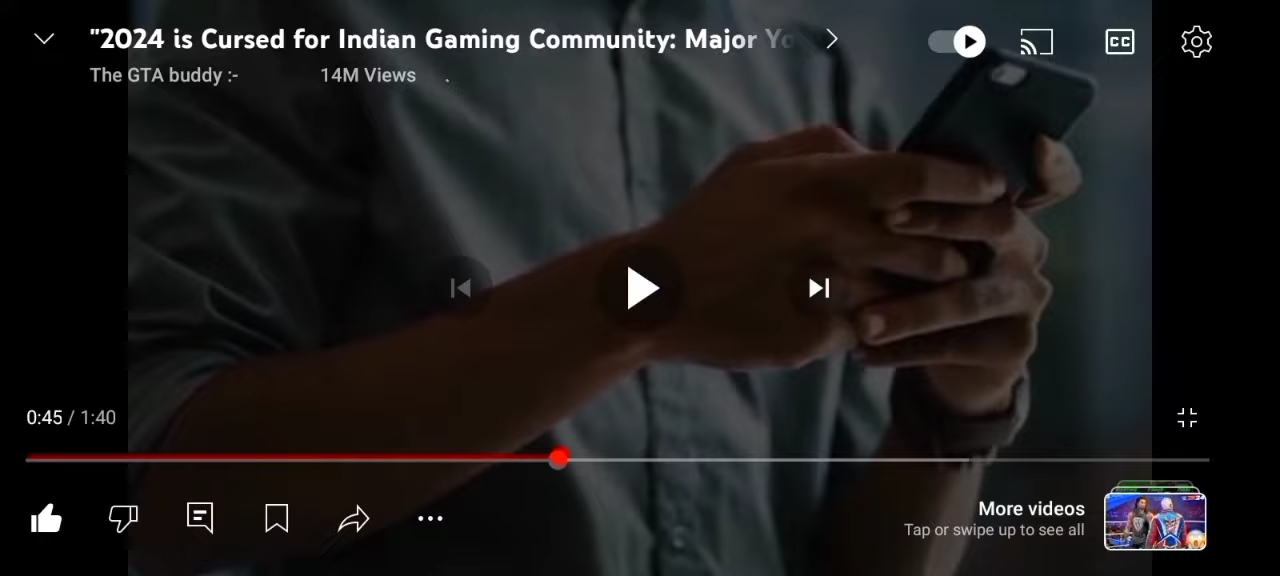 "2024 is Cursed for Indian Gaming Community: Major Yo
The GTA buddy :- 14M Views .
CC
0:45 / 1:40
More videos
Tap or swipe up to see all